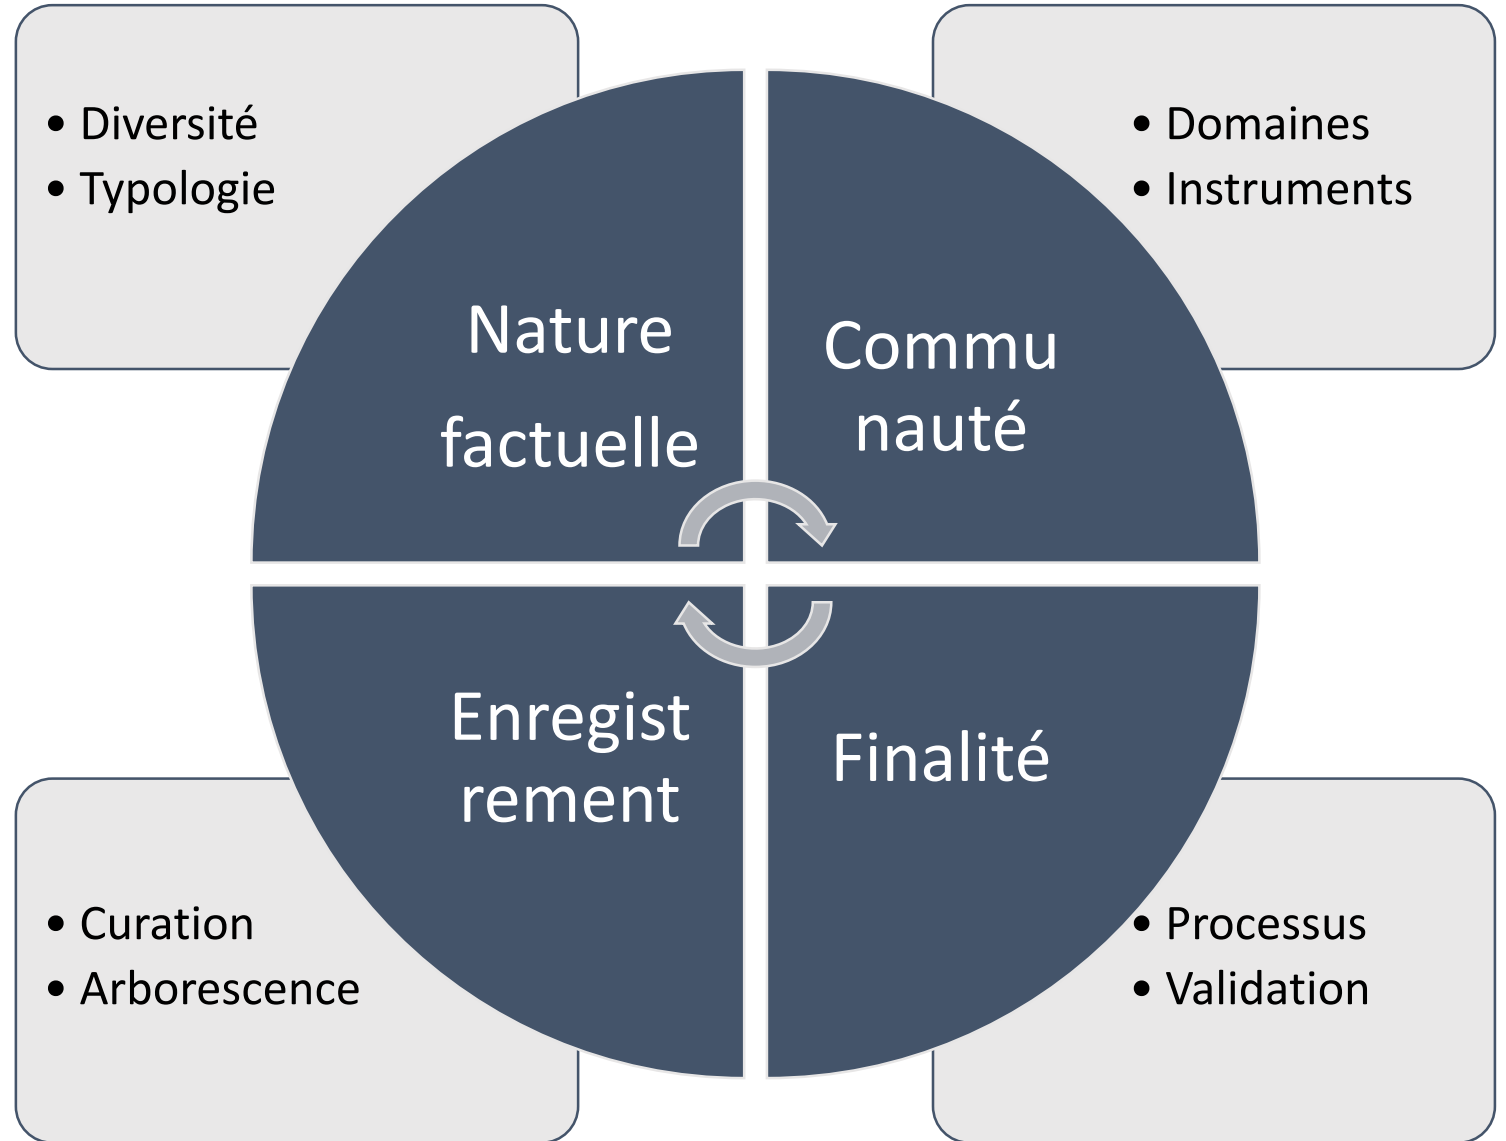 • Diversité
• Typologie
• Domaines
• Instruments
Nature
factuelle
Commu
nauté
Enregist
rement
Finalité
• Curation
• Arborescence
• Processus
• Validation